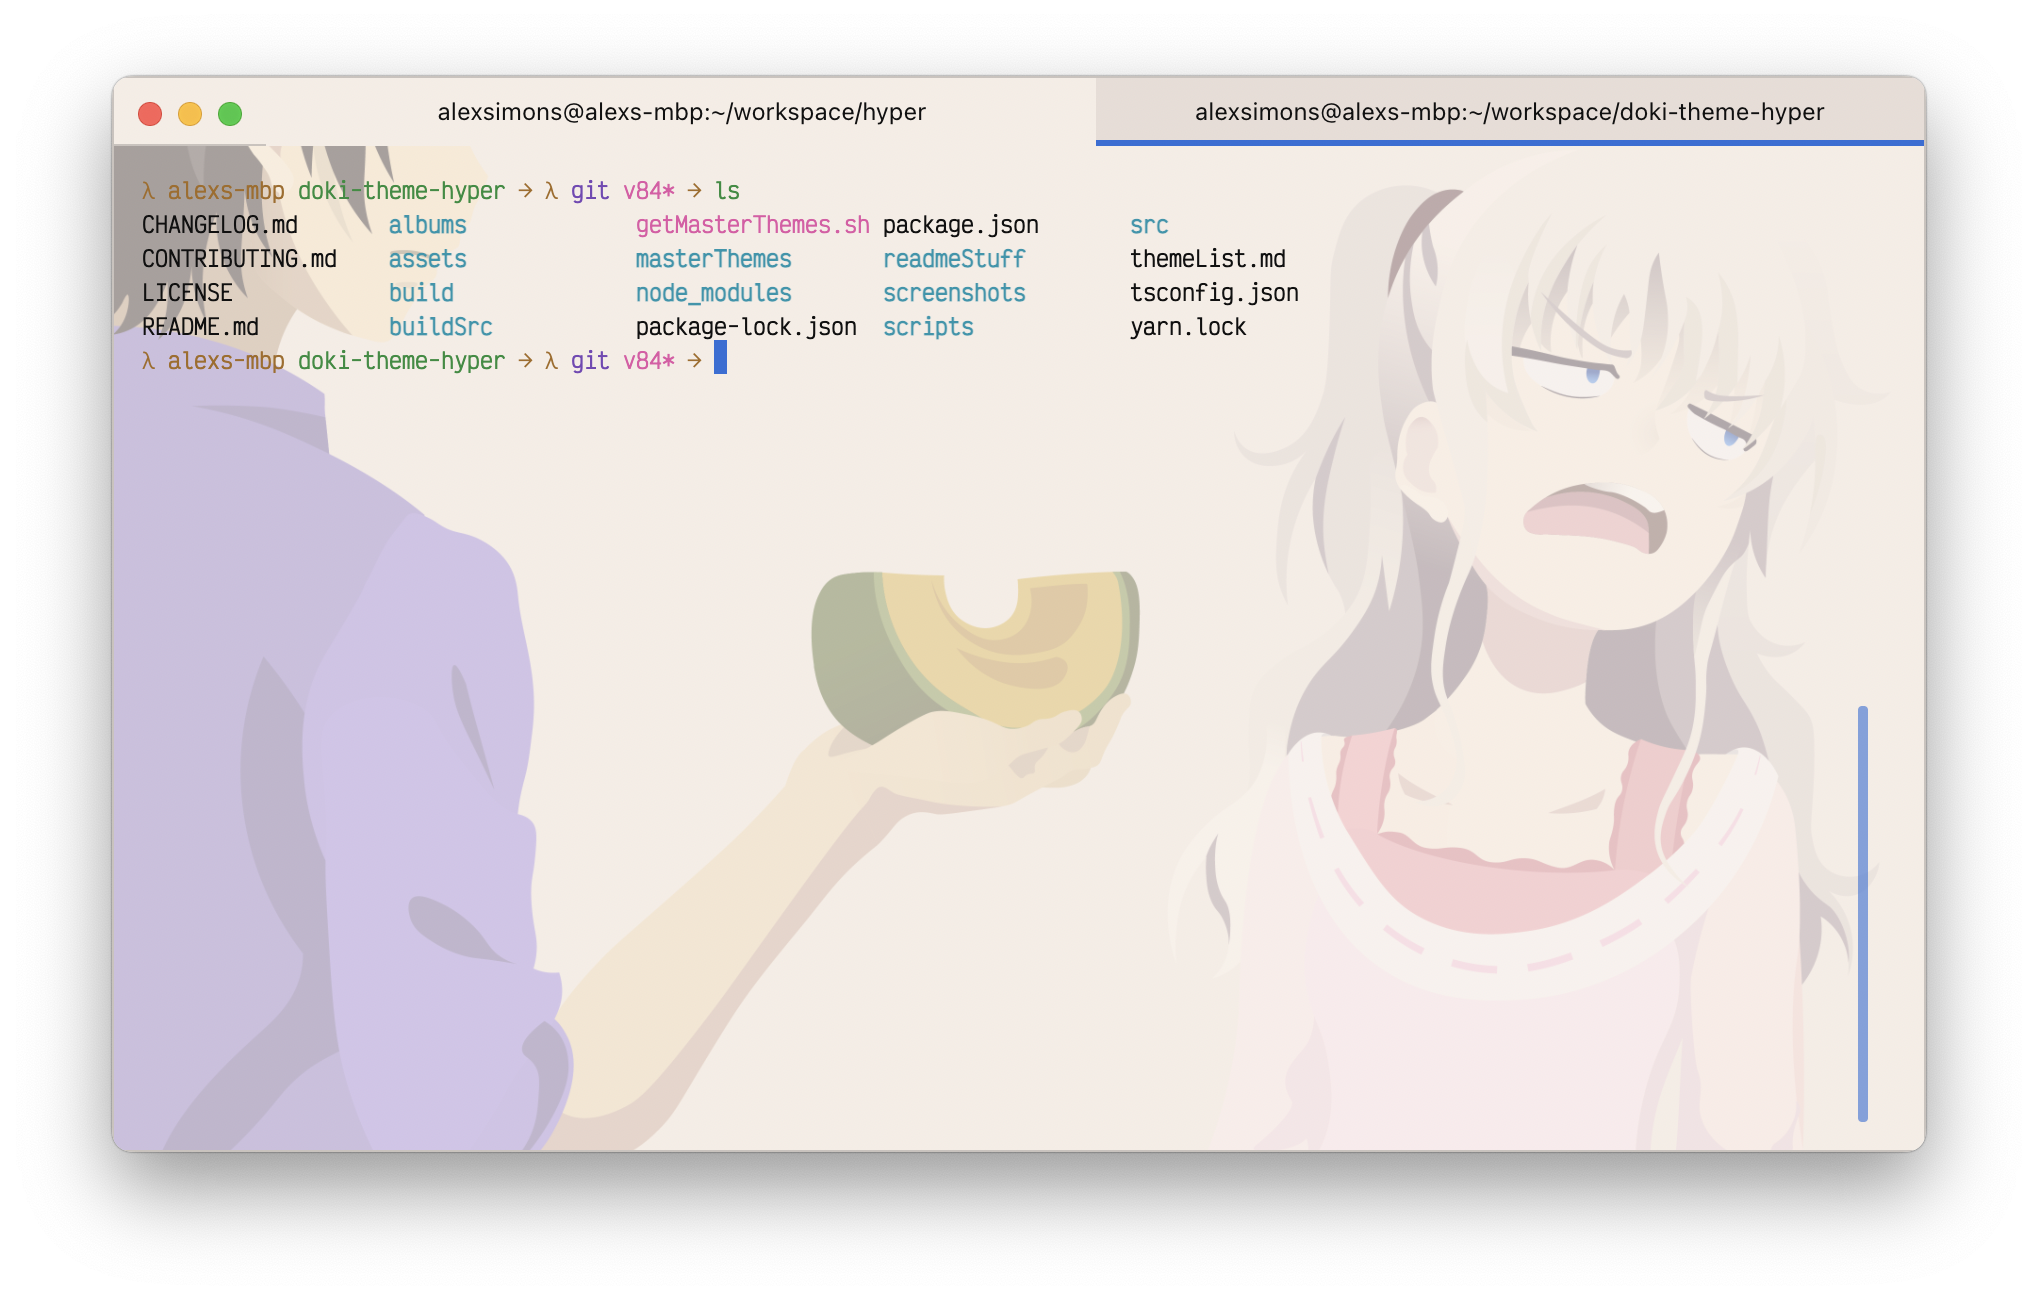 alexsimons@alexs-mbp:~/workspace/hyper alexsimons@alexs-mbp:~/workspace/doki-theme-hyper
λ alexs-mbp doki-theme-hyper → λ git v84* → ls
CHANGELOG.md albums getMasterThemes.sh package.json src
CONTRIBUTING.md assets masterThemes readmeStuff themeList.md
LICENSE build node_modules screenshots tsconfig.json
README.md buildSrc package-lock.json scripts yarn.lock
λ alexs-mbp doki-theme-hyper → λ git v84* →